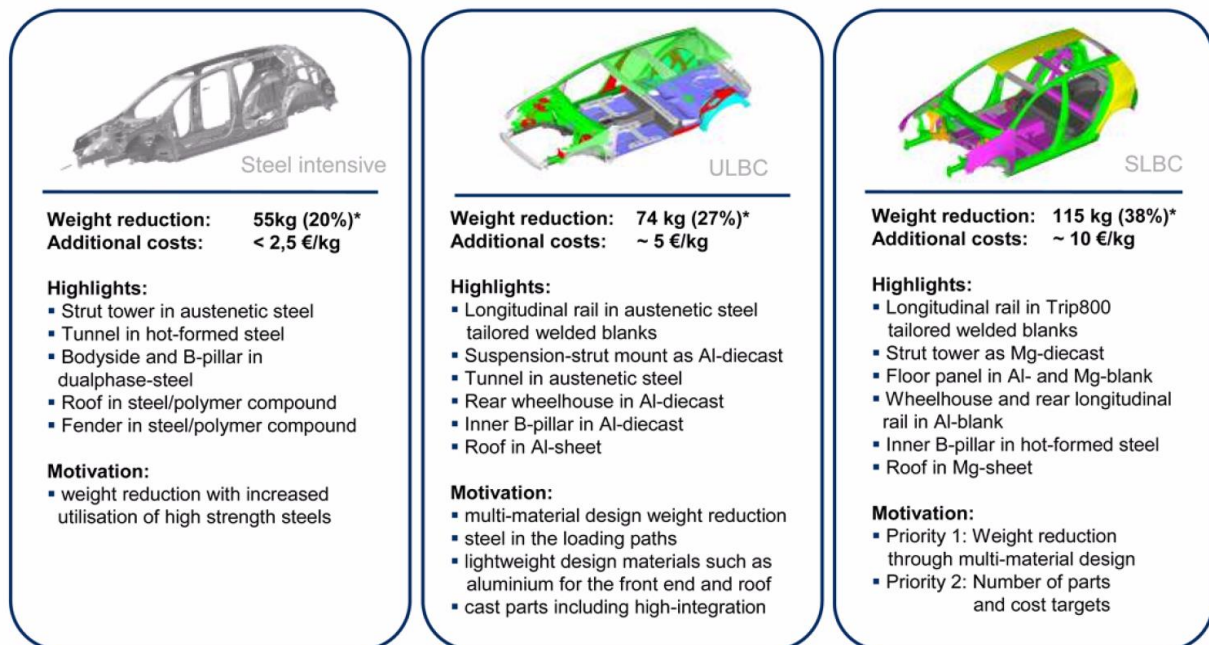 Steel intensive
Weight reduction: 55kg (20%)*
Additional costs: < 2,5 €/kg
Highlights:
▪ Strut tower in austenetic steel
▪ Tunnel in hot-formed steel
▪ Bodyside and B-pillar in
dualphase-steel
▪ Roof in steel/polymer compound
▪ Fender in steel/polymer compound
Motivation:
▪ weight reduction with increased
utilisation of high strength steels
ULBC
Weight reduction: 74 kg (27%)*
Additional costs: ~ 5 €/kg
Highlights:
▪ Longitudinal rail in austenetic steel
tailored welded blanks
▪ Suspension-strut mount as Al-diecast
▪ Tunnel in austenetic steel
▪ Rear wheelhouse in Al-diecast
▪ Inner B-pillar in Al-diecast
▪ Roof in Al-sheet
Motivation:
▪ multi-material design weight reduction
▪ steel in the loading paths
▪ lightweight design materials such as
aluminium for the front end and roof
▪ cast parts including high-integration
SLBC
Weight reduction: 115 kg (38%)*
Additional costs: ~ 10 €/kg
Highlights:
▪ Longitudinal rail in Trip800
tailored welded blanks
▪ Strut tower as Mg-diecast
▪ Floor panel in Al- and Mg-blank
▪ Wheelhouse and rear longitudinal
rail in Al-blank
▪ Inner B-pillar in hot-formed steel
▪ Roof in Mg-sheet
Motivation:
▪ Priority 1: Weight reduction
through multi-material design
▪ Priority 2: Number of parts
and cost targets